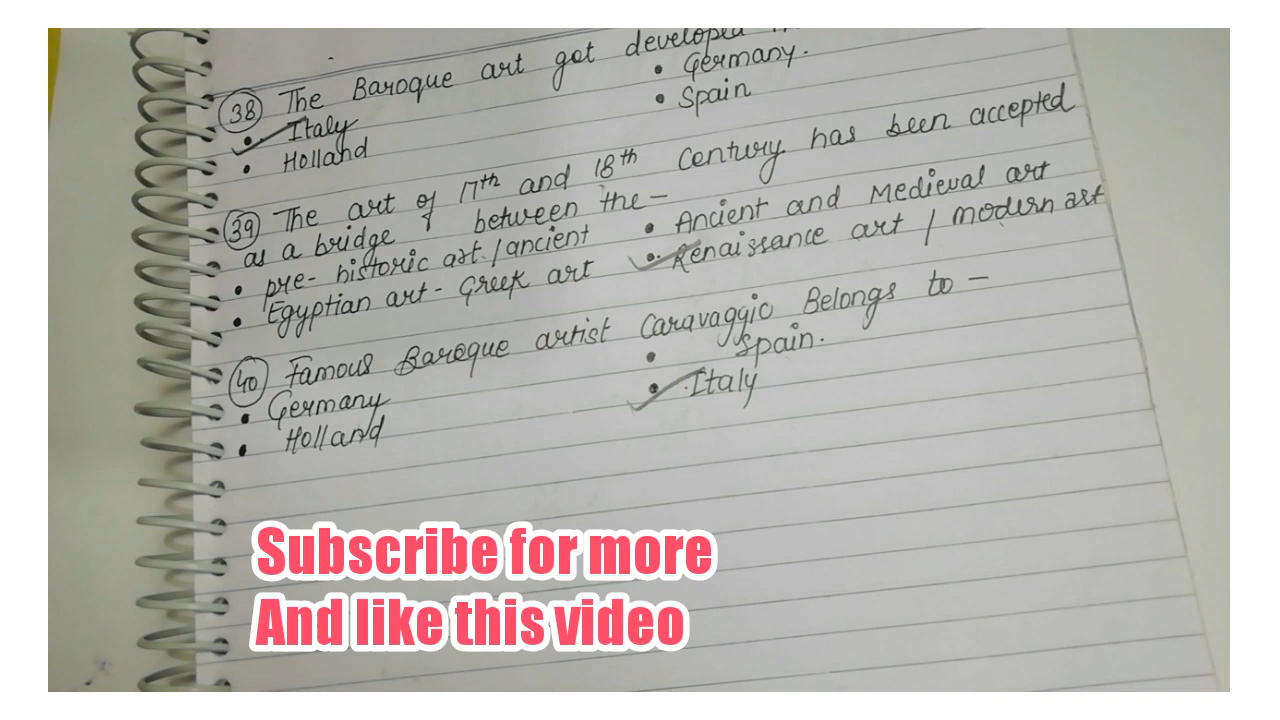 38 The Baroque art got developed
• Italy • Germany.
• Holland • Spain
39 The art of 17th and 18th Century has been accepted
as a bridge between the -
• pre-historic art/ancient • Ancient and Medieval art
• Egyptian art - Greek art • Renaissance art / modern art
40 Famous Baroque artist Caravaggio Belongs to -
• Germany • Spain.
• Holland • Italy
Subscribe for more
And like this video